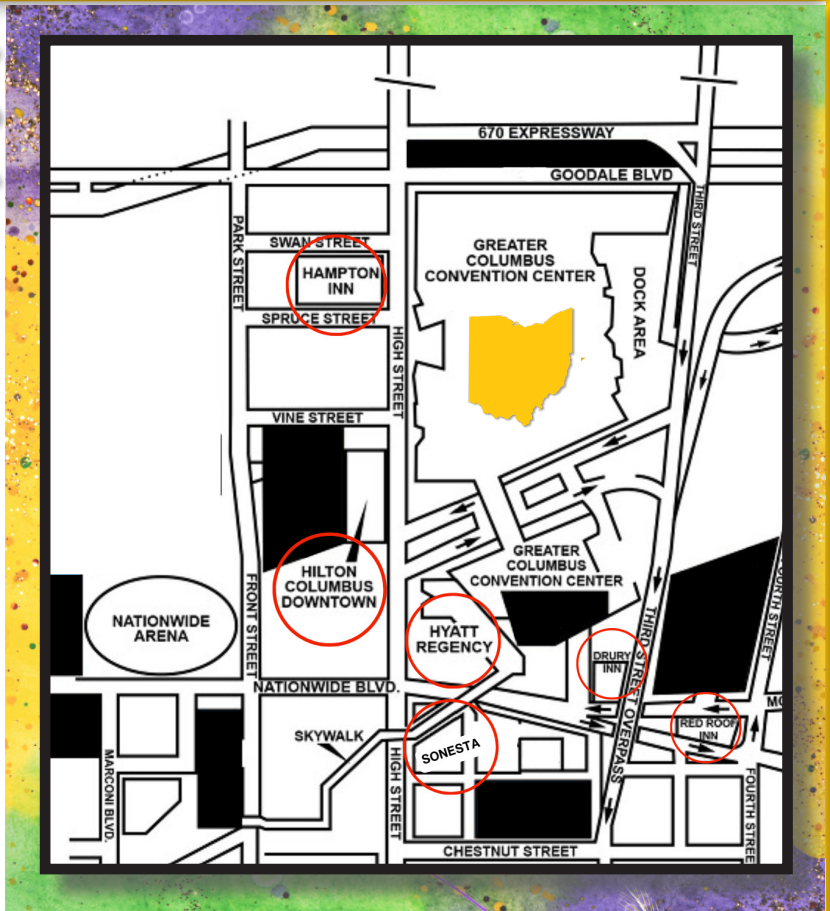 670 EXPRESSWAY
GOODALE BLVD
THIRD STREET
PARK STREET
SWAN STREET
HAMPTON
INN
SPRUCE STREET
GREATER
COLUMBUS
CONVENTION CENTER
DOCK AREA
HIGH STREET
VINE STREET
GREATER
COLUMBUS
CONVENTION CENTER
HILTON
COLUMBUS
DOWNTOWN
FRONT STREET
NATIONWIDE
ARENA
HYATT
REGENCY
THIRD STREET OVERPASS
DRURY
INN
FOURTH STREET
NATIONWIDE BLVD.
MO
RED ROOF
INN
SKYWALK
SONESTA
HIGH STREET
MARCONI BLVD.
FOURTH STREE
CHESTNUT STREET